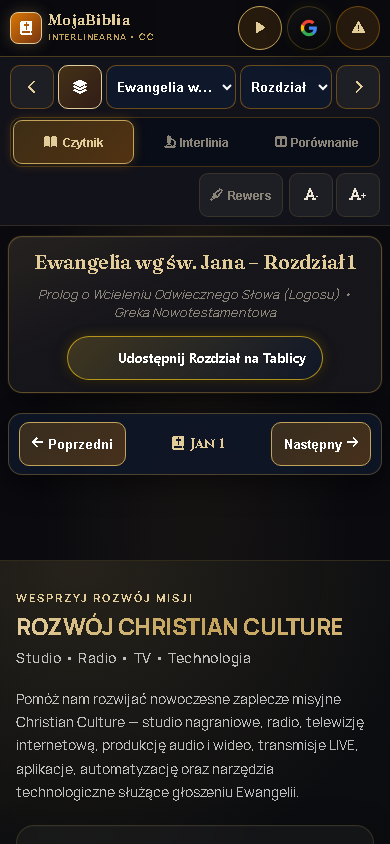 MojaBiblia
INTERLINEARNA • CC
Ewangelia w...
Rozdział
Czytnik
Interlinia
Porównanie
Rewers
A-
A+
Ewangelia wg św. Jana – Rozdział 1
Prolog o Wcieleniu Odwiecznego Słowa (Logosu) •
Greka Nowotestamentowa
Udostępnij Rozdział na Tablicy
Poprzedni
JAN 1
Następny
WESPRZYJ ROZWÓJ MISJI
ROZWÓJ CHRISTIAN CULTURE
Studio • Radio • TV • Technologia
Pomóż nam rozwijać nowoczesne zaplecze misyjne
Christian Culture — studio nagraniowe, radio, telewizję
internetową, produkcję audio i wideo, transmisje LIVE,
aplikacje, automatyzację oraz narzędzia
technologiczne służące głoszeniu Ewangelii.